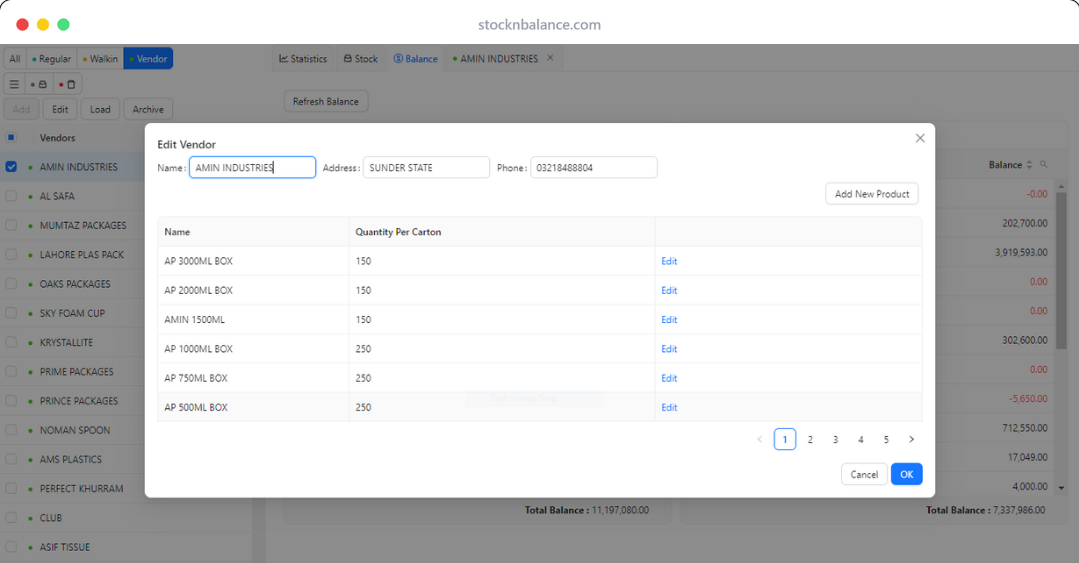 stocknbalance.com
All Regular Walkin Vendor
Statistics Stock Balance AMIN INDUSTRIES
Add Edit Load Archive
Refresh Balance
Vendors
Balance
AMIN INDUSTRIES
AL SAFA
MUMTAZ PACKAGES
LAHORE PLAS PACK
OAKS PACKAGES
SKY FOAM CUP
KRYSTALLITE
PRIME PACKAGES
PRINCE PACKAGES
NOMAN SPOON
AMS PLASTICS
PERFECT KHURRAM
CLUB
ASIF TISSUE
Edit Vendor
Name: AMIN INDUSTRIES Address: SUNDER STATE Phone: 03218488804
Add New Product
Name Quantity Per Carton
AP 3000ML BOX 150 Edit
AP 2000ML BOX 150 Edit
AMIN 1500ML 150 Edit
AP 1000ML BOX 250 Edit
AP 750ML BOX 250 Edit
AP 500ML BOX 250 Edit
< 1 2 3 4 5 >
Cancel OK
-0.00
202,700.00
3,919,593.00
0.00
0.00
302,600.00
0.00
-5,650.00
712,550.00
17,049.00
4,000.00
Total Balance : 11,197,080.00
Total Balance : 7,337,986.00